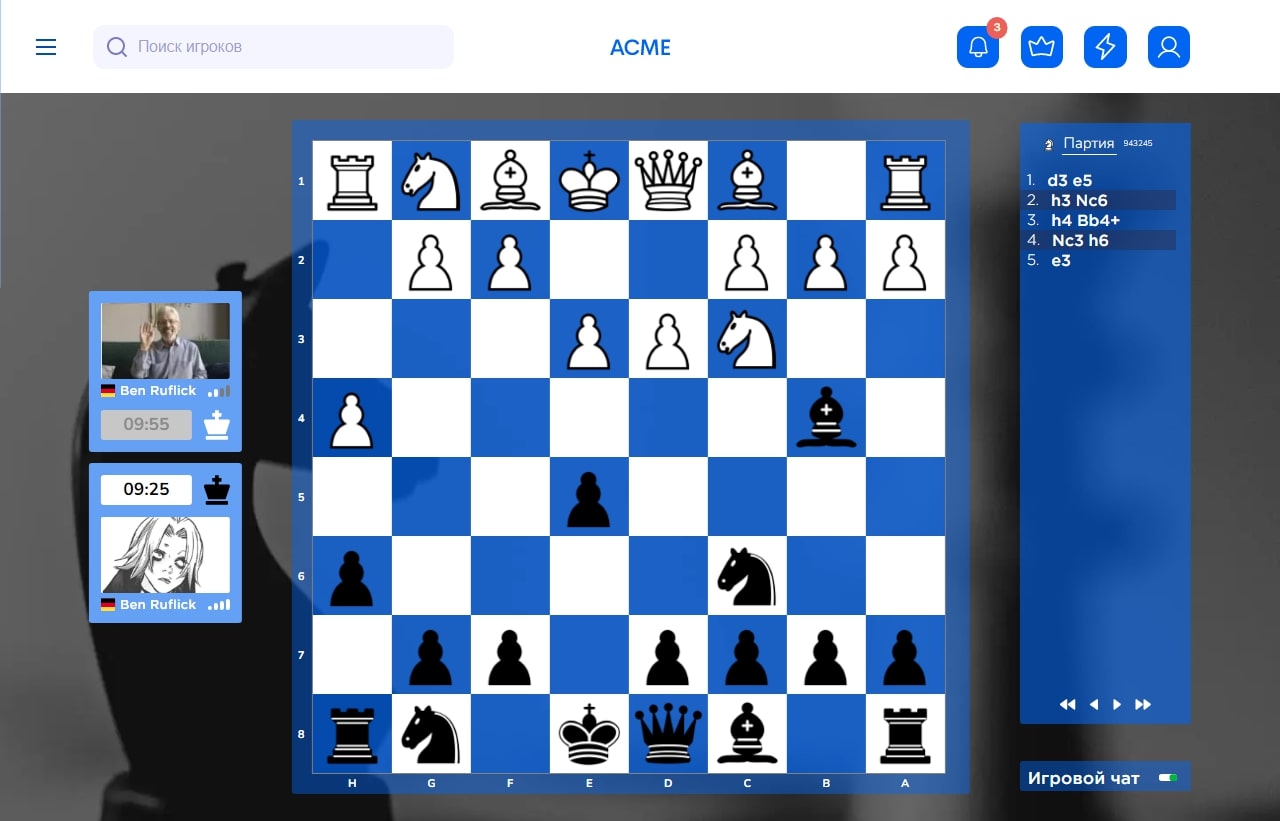 Поиск игроков
ACME
3
Партия 943245
1. d3 e5
2. h3 Nc6
3. h4 Bb4+
4. Nc3 h6
5. e3
Ben Ruflick
09:55
09:25
Ben Ruflick
1
2
3
4
5
6
7
8
H G F E D C B A
Игровой чат